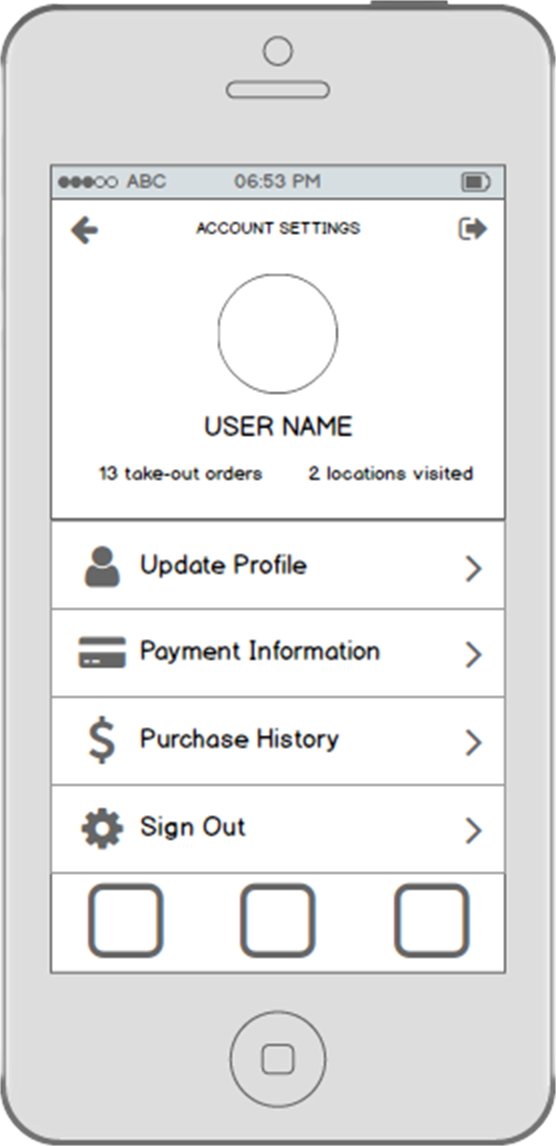 ABC 06:53 PM
ACCOUNT SETTINGS
USER NAME
13 take-out orders 2 locations visited
Update Profile
Payment Information
$ Purchase History
Sign Out